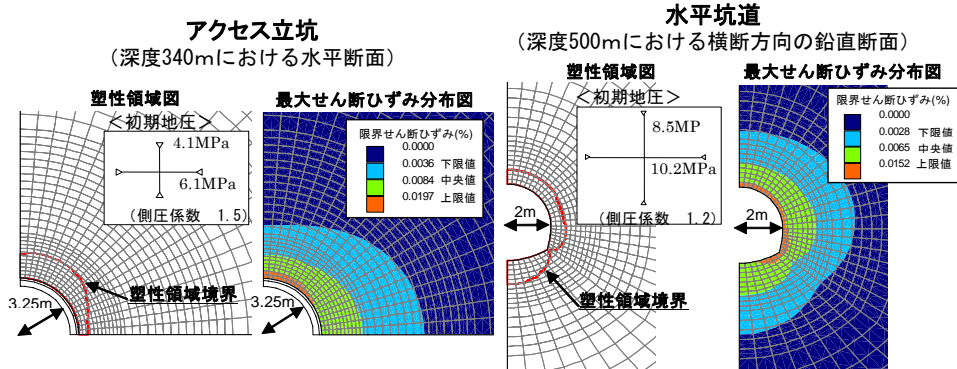 アクセス立坑
(深度340mにおける水平断面)
塑性領域図
＜初期地圧＞
4.1MPa
6.1MPa
(側圧係数 1.5)
3.25m
塑性領域境界
最大せん断ひずみ分布図
限界せん断ひずみ(%)
0.0000
0.0036 下限値
0.0084 中央値
0.0197 上限値
3.25m
水平坑道
(深度500mにおける横断方向の鉛直断面)
塑性領域図
＜初期地圧＞
8.5MP
10.2MPa
(側圧係数 1.2)
2m
塑性領域境界
最大せん断ひずみ分布図
限界せん断ひずみ(%)
0.0000
0.0028 下限値
0.0065 中央値
0.0152 上限値
2m